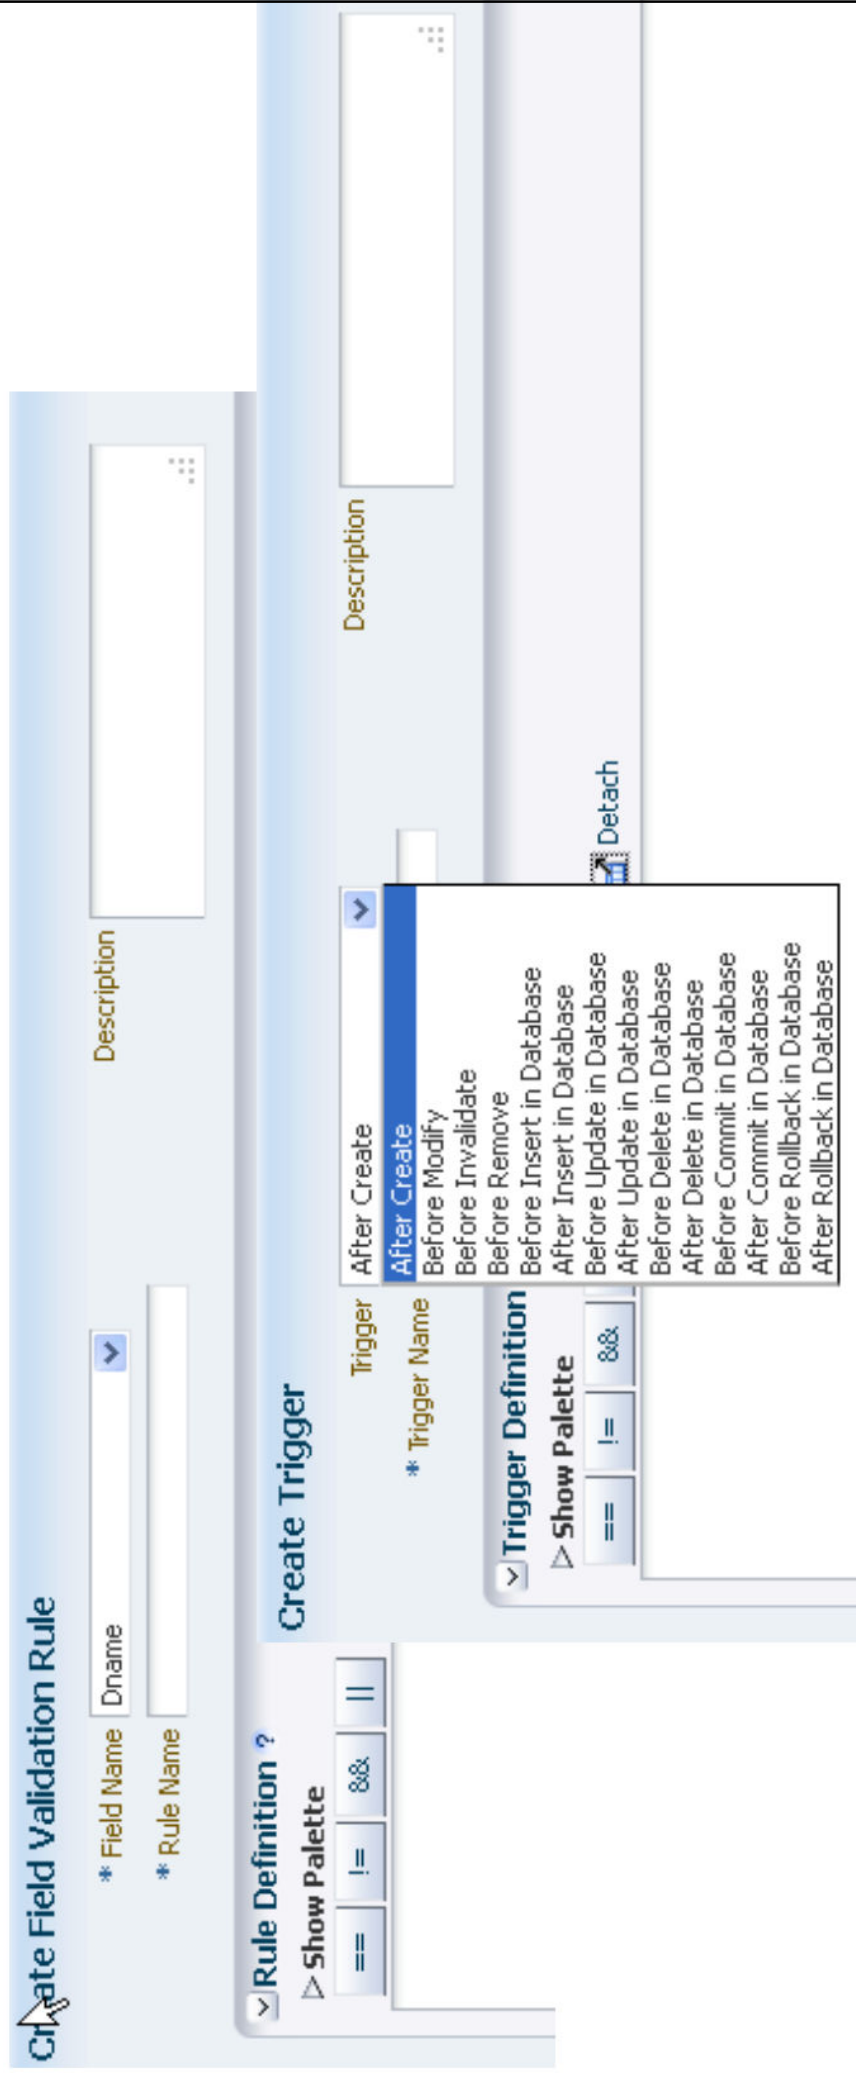 Create Field Validation Rule
* Field Name Dname
Description
* Rule Name
Rule Definition ?
Show Palette
== != && ||
Create Trigger
Trigger After Create
Description
* Trigger Name
After Create
Before Modify
Before Invalidate
Before Remove
Before Insert in Database
After Insert in Database
Before Update in Database
After Update in Database
Before Delete in Database
After Delete in Database
Before Commit in Database
After Commit in Database
Before Rollback in Database
After Rollback in Database
Trigger Definition
Show Palette
== != &&
Detach